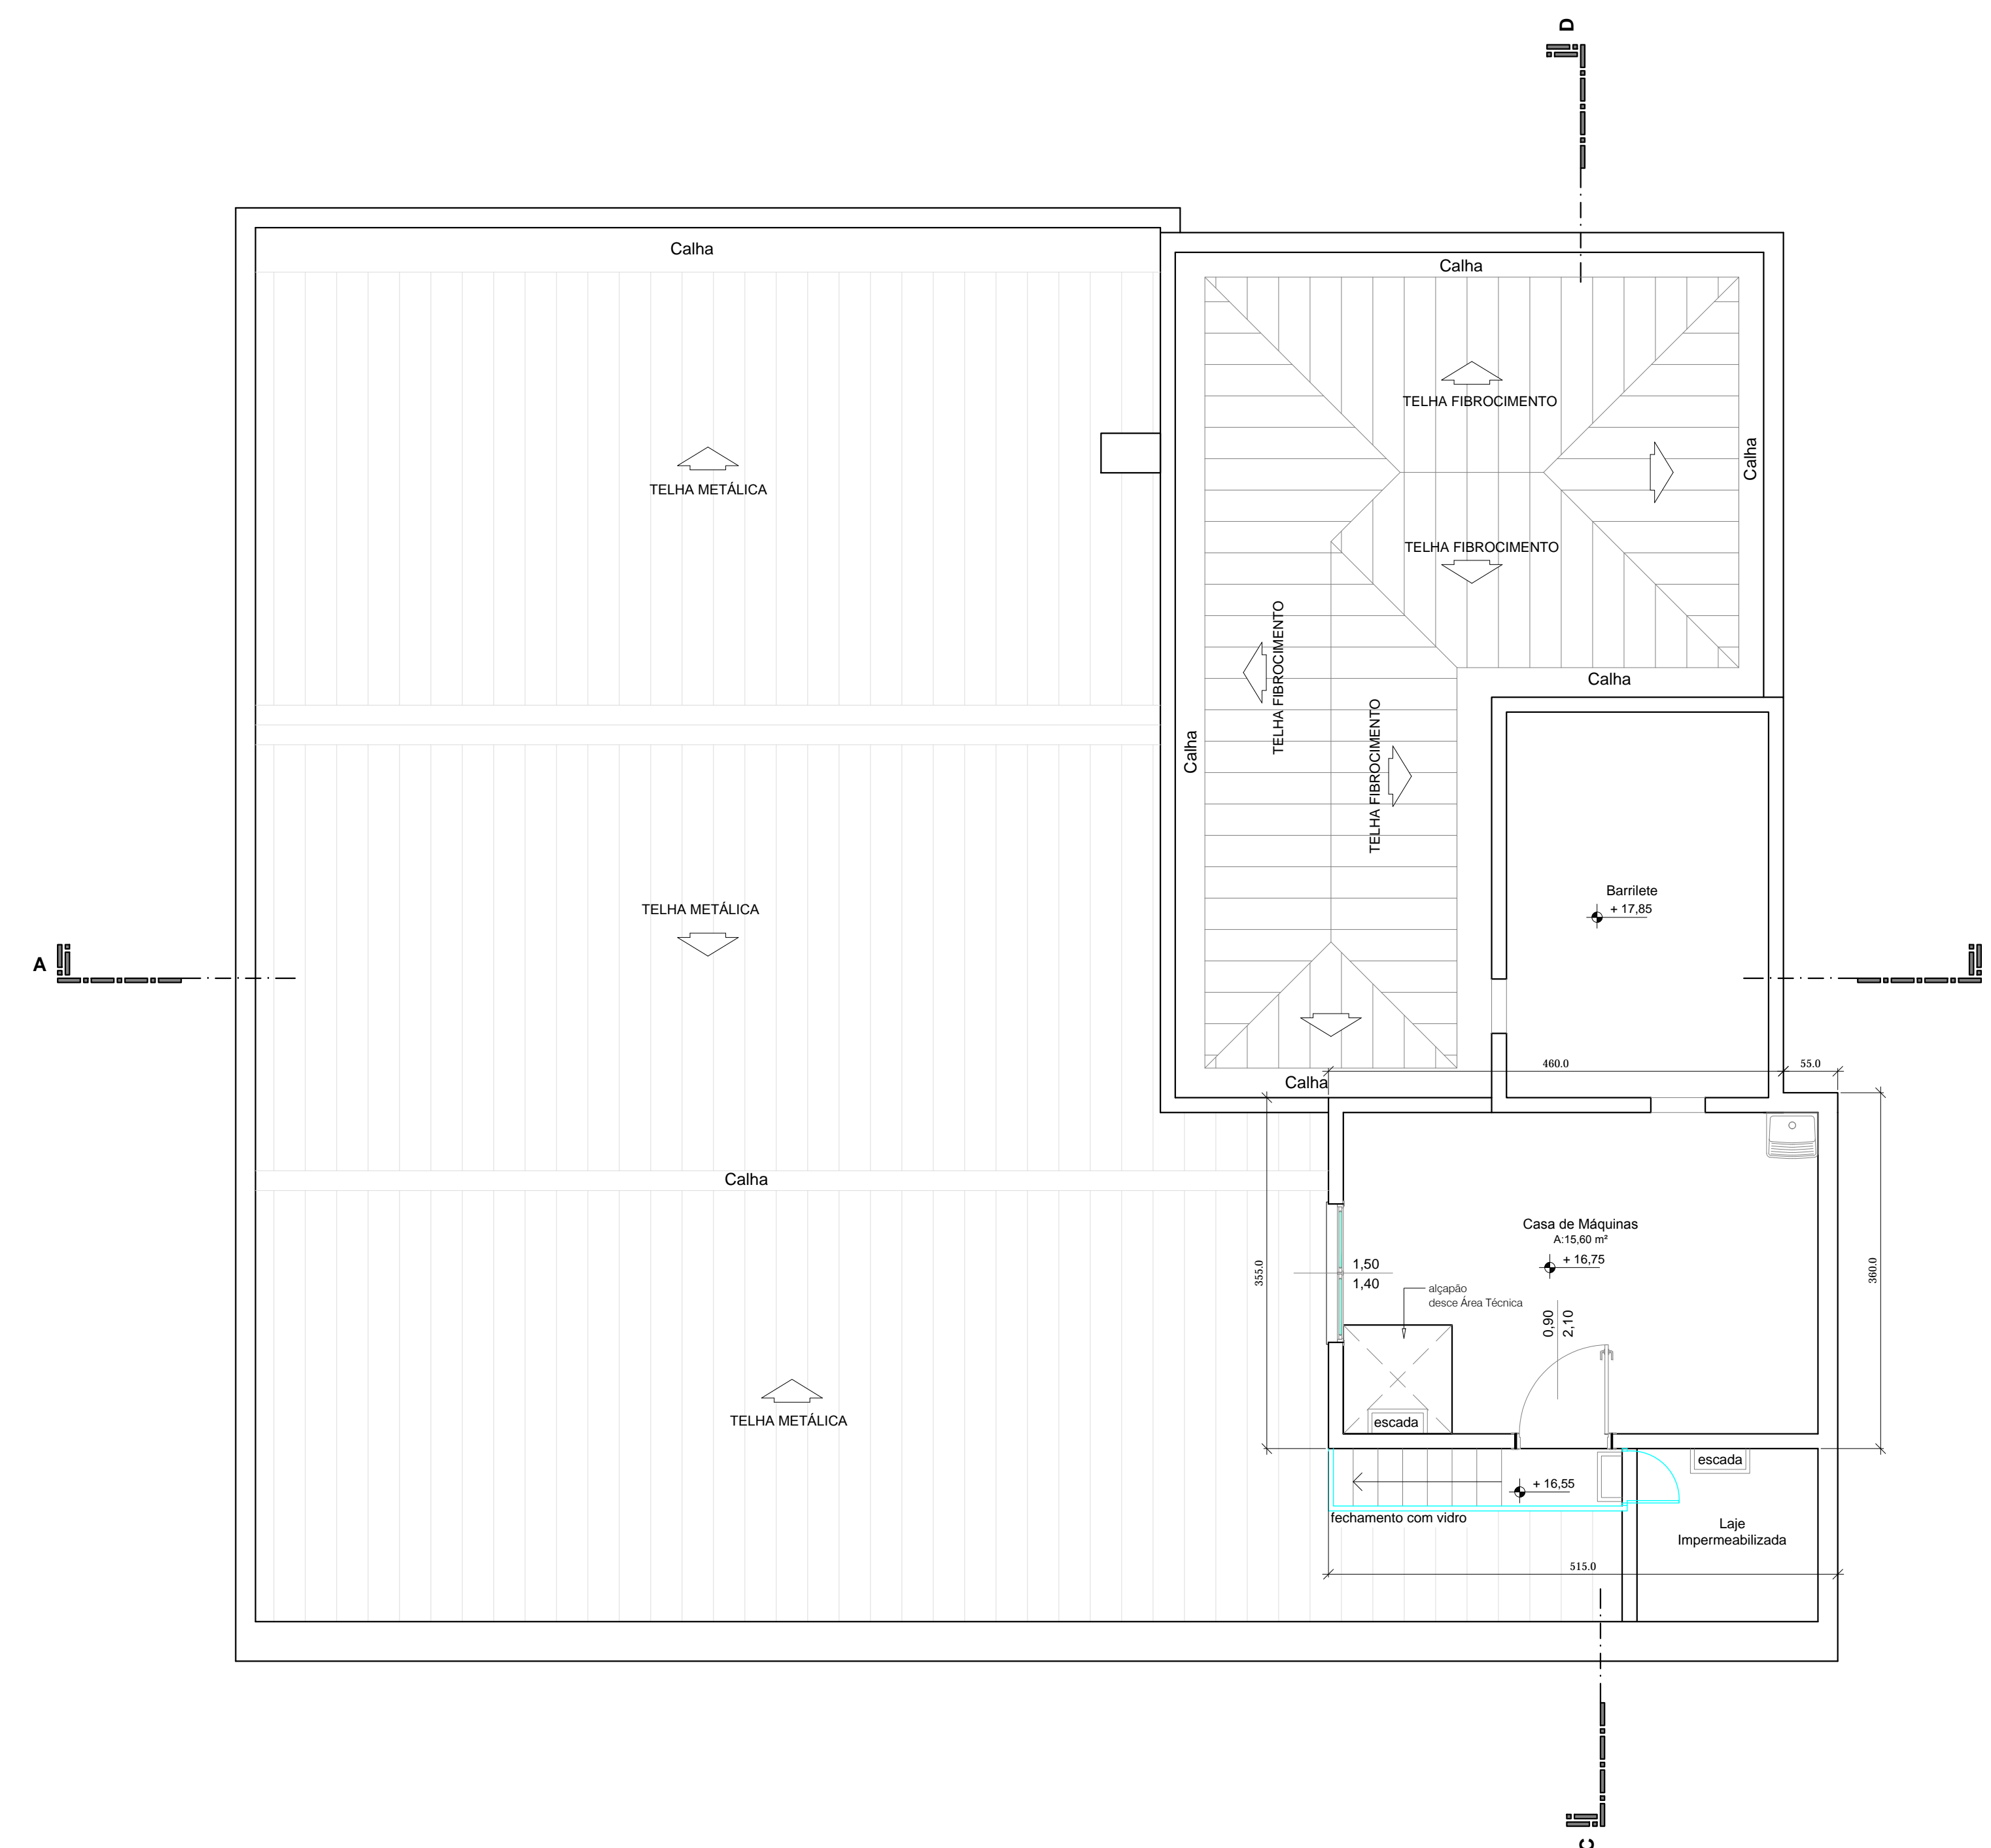 D
Calha
Calha
TELHA FIBROCIMENTO
Calha
TELHA METÁLICA
TELHA FIBROCIMENTO
TELHA FIBROCIMENTO
Calha
TELHA FIBROCIMENTO
Calha
Barrilete
+ 17,85
TELHA METÁLICA
A
460.0
55.0
Calha
Calha
Casa de Máquinas
A:15,60 m²
+ 16,75
355.0
1,50
1,40
360.0
alçapão
desce Área Técnica
0,90
2,10
TELHA METÁLICA
escada
escada
+ 16,55
fechamento com vidro
Laje
Impermeabilizada
515.0
C